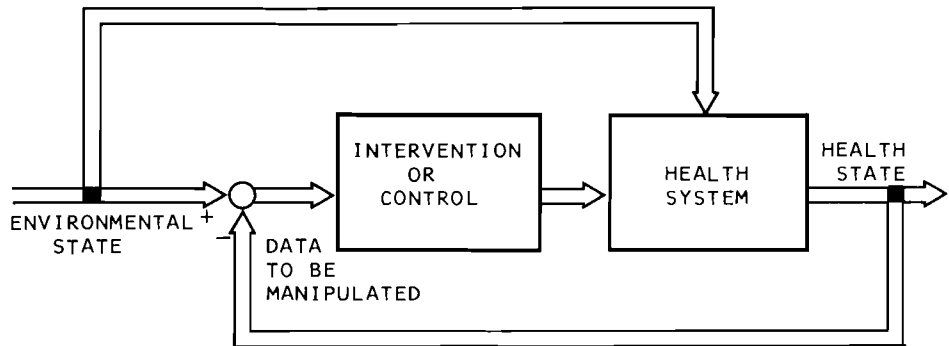 ENVIRONMENTAL
STATE
+
−
DATA
TO BE
MANIPULATED
INTERVENTION
OR
CONTROL
HEALTH
SYSTEM
HEALTH
STATE